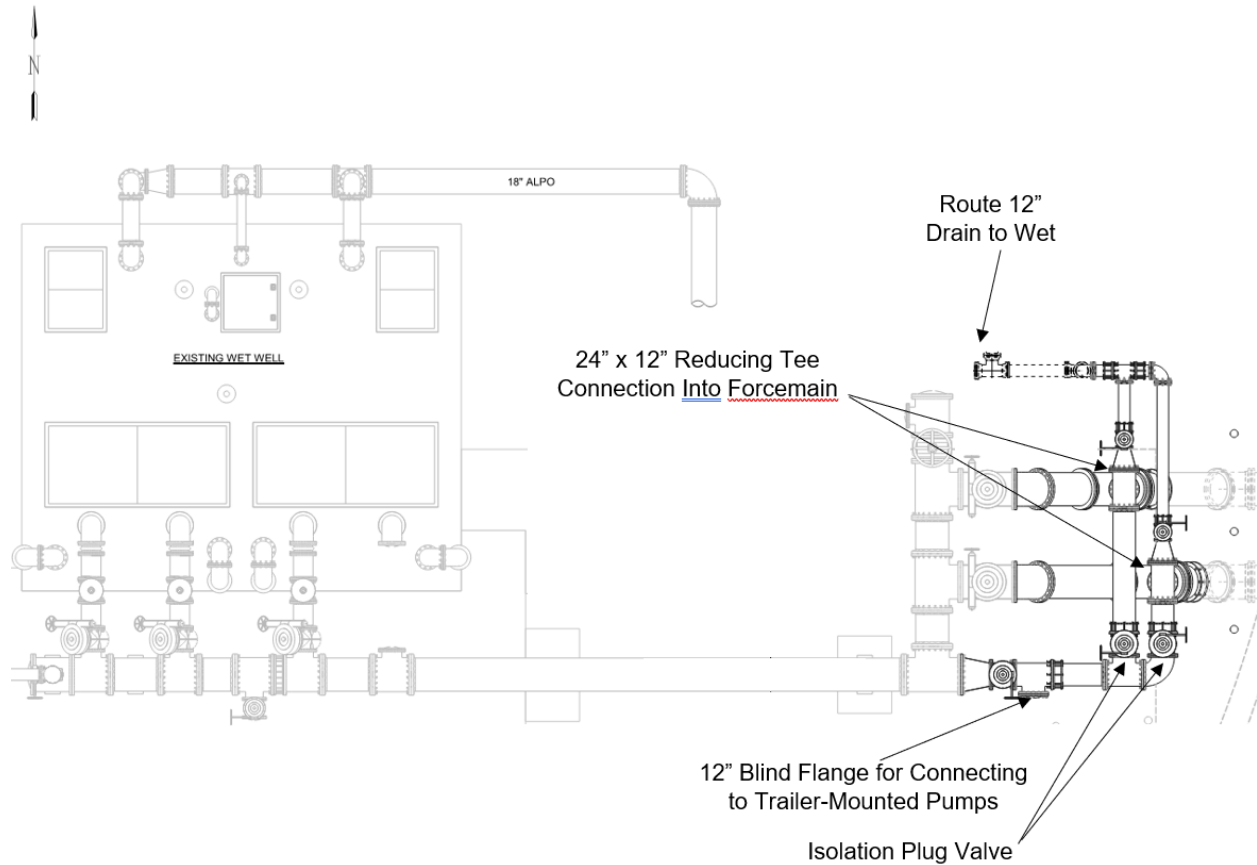 N
18" ALPO
Route 12”
Drain to Wet
EXISTING WET WELL
24” x 12” Reducing Tee
Connection Into Forcemain
12” Blind Flange for Connecting
to Trailer-Mounted Pumps
Isolation Plug Valve